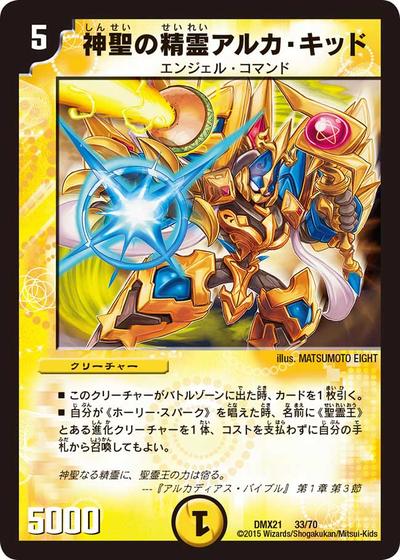 5
神聖の精霊アルカ・キッド
しんせい せいれい
エンジェル・コマンド
illus. MATSUMOTO EIGHT
クリーチャー
■ このクリーチャーがバトルゾーンに出た時、カードを1枚引く。
■ 自分が《ホーリー・スパーク》を唱えた時、名前に《聖霊王》
とある進化クリーチャーを1体、コストを支払わずに自分の手
札から召喚してもよい。
神聖なる精霊に、聖霊王の力は宿る。
---『アルカディアス・バイブル』 第1章 第3節
5000
1
DMX21 33/70
©2015 Wizards/Shogakukan/Mitsui-Kids